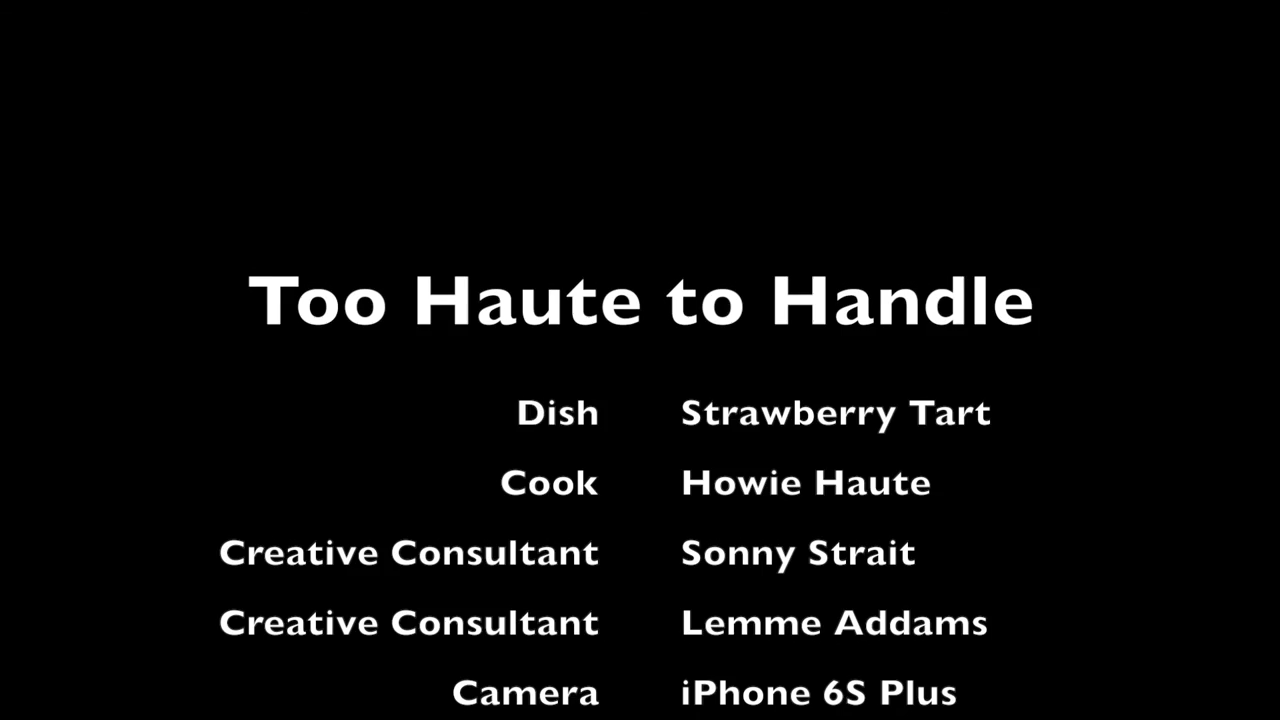 Too Haute to Handle
Dish Strawberry Tart
Cook Howie Haute
Creative Consultant Sonny Strait
Creative Consultant Lemme Addams
Camera iPhone 6S Plus